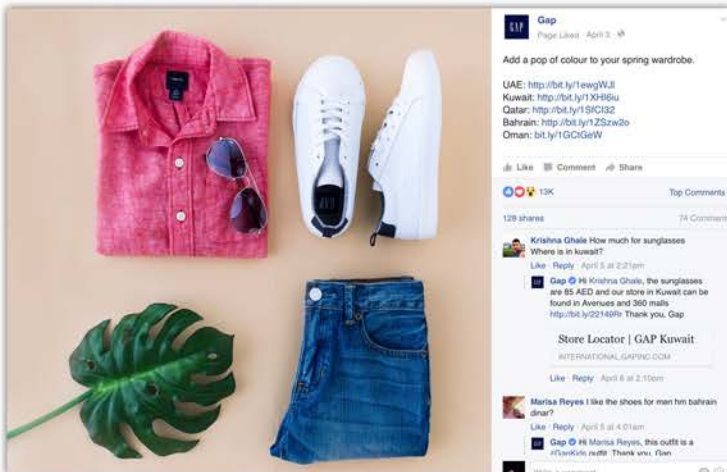 GAP
Gap
Page Liked · April 3 ·
Add a pop of colour to your spring wardrobe.
UAE: http://bit.ly/1ewgWJl
Kuwait: http://bit.ly/1XHl6iu
Qatar: http://bit.ly/1SfCl32
Bahrain: http://bit.ly/1ZSzw2o
Oman: bit.ly/1GCtGeW
Like Comment Share
13K Top Comments
128 shares 74 Comments
Krishna Ghale How much for sunglasses
Where is in kuwait?
Like · Reply · April 5 at 2:21pm
Gap Hi Krishna Ghale, the sunglasses
are 85 AED and our store in Kuwait can be
found in Avenues and 360 malls
http://bit.ly/22149Rr Thank you, Gap
Store Locator | GAP Kuwait
INTERNATIONAL.GAPINC.COM
Like · Reply · April 6 at 2:10pm
Marisa Reyes I like the shoes for men hm bahrain
dinar?
Like · Reply · April 5 at 4:01am
Gap Hi Marisa Reyes, this outfit is a
#GapKids outfit. Thank you, Gap